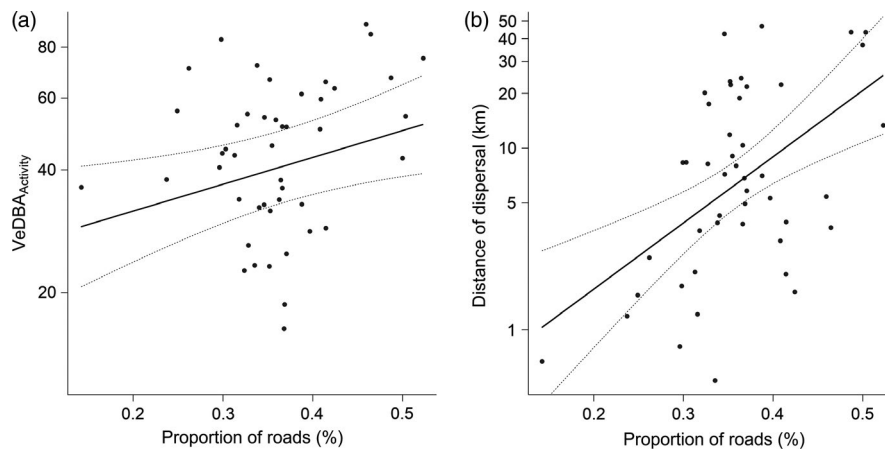 (a)
80
60
40
20
VeDBA_Activity
0.2 0.3 0.4 0.5
Proportion of roads (%)
(b)
50
40
20
10
5
1
Distance of dispersal (km)
0.2 0.3 0.4 0.5
Proportion of roads (%)